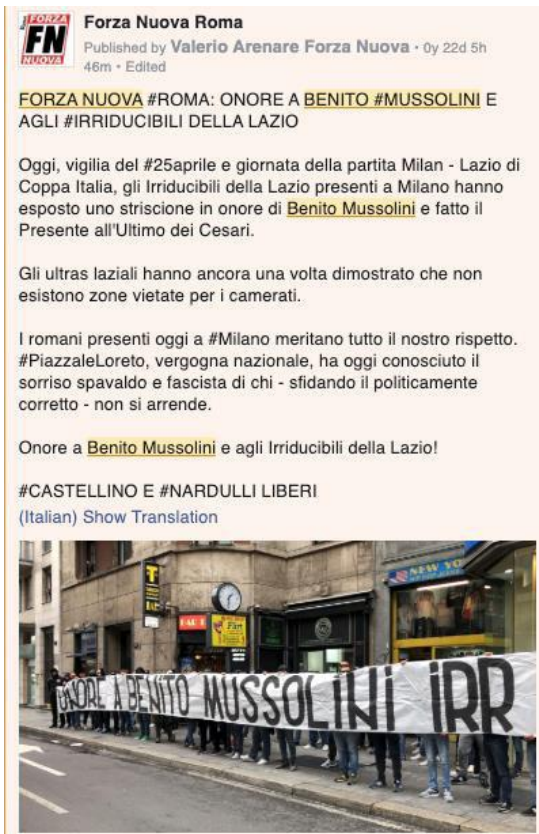 FORZA
FN
NUOVA
Forza Nuova Roma
Published by Valerio Arenare Forza Nuova · 0y 22d 5h
46m · Edited
FORZA NUOVA #ROMA: ONORE A BENITO #MUSSOLINI E
AGLI #IRRIDUCIBILI DELLA LAZIO
Oggi, vigilia del #25aprile e giornata della partita Milan - Lazio di
Coppa Italia, gli Irriducibili della Lazio presenti a Milano hanno
esposto uno striscione in onore di Benito Mussolini e fatto il
Presente all'Ultimo dei Cesari.
Gli ultras laziali hanno ancora una volta dimostrato che non
esistono zone vietate per i camerati.
I romani presenti oggi a #Milano meritano tutto il nostro rispetto.
#PiazzaleLoreto, vergogna nazionale, ha oggi conosciuto il
sorriso spavaldo e fascista di chi - sfidando il politicamente
corretto - non si arrende.
Onore a Benito Mussolini e agli Irriducibili della Lazio!
#CASTELLINO E #NARDULLI LIBERI
(Italian) Show Translation
T
NEW YO
ONORE A BENITO MUSSOLINI IRR